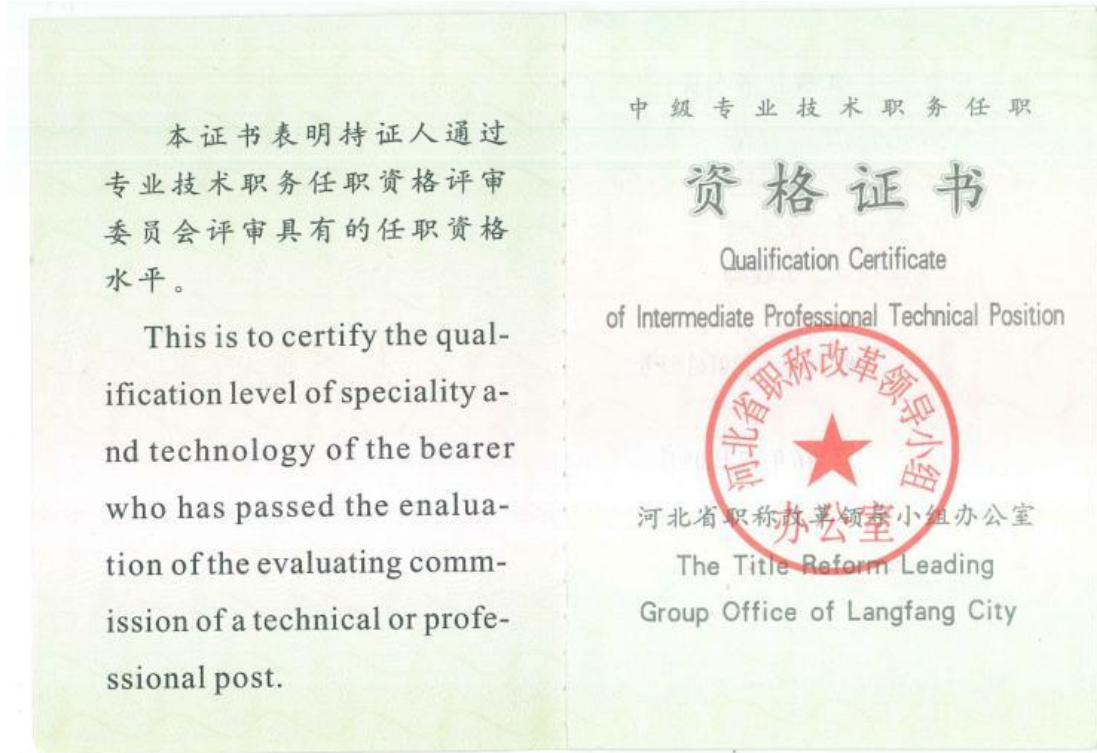 本证书表明持证人通过
专业技术职务任职资格评审
委员会评审具有的任职资格
水平。
This is to certify the qual-
ification level of speciality a-
nd technology of the bearer
who has passed the enalua-
tion of the evaluating comm-
ission of a technical or profe-
ssional post.
中级专业技术职务任职
资格证书
Qualification Certificate
of Intermediate Professional Technical Position
河北省职称改革领导小组
办公室
河北省职称改革领导小组办公室
The Title Reform Leading
Group Office of Langfang City